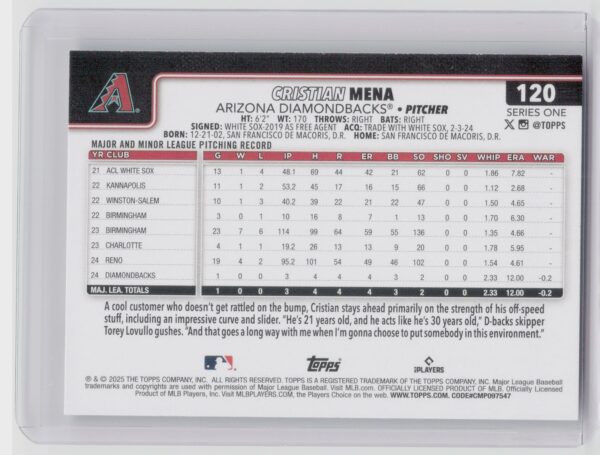 A
CRISTIAN MENA
120
ARIZONA DIAMONDBACKS® • PITCHER
SERIES ONE
HT: 6'2" WT: 170 THROWS: RIGHT BATS: RIGHT
X @TOPPS
SIGNED: WHITE SOX-2019 AS FREE AGENT ACQ: TRADE WITH WHITE SOX, 2-3-24
BORN: 12-21-02, SAN FRANCISCO DE MACORIS, D.R. HOME: SAN FRANCISCO DE MACORIS, D.R.
MAJOR AND MINOR LEAGUE PITCHING RECORD
YR CLUB G W L IP H R ER BB SO SHO SV WHIP ERA WAR
21 ACL WHITE SOX 13 1 4 48.1 69 44 42 21 62 0 0 1.86 7.82 -
22 KANNAPOLIS 11 1 2 53.2 45 17 16 15 66 0 0 1.12 2.68 -
22 WINSTON-SALEM 10 1 3 40.2 39 22 21 22 47 0 0 1.50 4.65 -
22 BIRMINGHAM 3 0 1 10 16 8 7 1 13 0 0 1.70 6.30 -
23 BIRMINGHAM 23 7 6 114 99 64 59 55 136 0 0 1.35 4.66 -
23 CHARLOTTE 4 1 1 19.2 26 13 13 9 20 0 0 1.78 5.95 -
24 RENO 19 4 2 95.2 101 54 49 46 102 0 0 1.54 4.61 -
24 DIAMONDBACKS 1 0 0 3 4 4 4 3 2 0 0 2.33 12.00 -0.2
MAJ. LEA. TOTALS 1 0 0 3 4 4 4 3 2 0 0 2.33 12.00 -0.2
A cool customer who doesn't get rattled on the bump, Cristian stays ahead primarily on the strength of his off-speed
stuff, including an impressive curve and slider. "He's 21 years old, and he acts like he's 30 years old," D-backs skipper
Torey Lovullo gushes. "And that goes a long way with me when I'm gonna choose to put somebody in this environment."
Topps
PLAYERS
® & © 2025 THE TOPPS COMPANY, INC. ALL RIGHTS RESERVED. TOPPS IS A REGISTERED TRADEMARK OF THE TOPPS COMPANY, INC. Major League Baseball
trademarks and copyrights are used with permission of Major League Baseball. Visit MLB.com. OFFICIALLY LICENSED PRODUCT OF MLB. Officially Licensed
Product of MLB Players, Inc. Visit MLBPLAYERS.com, the Players Choice on the web. WWW.TOPPS.COM. CODE#CMP097547